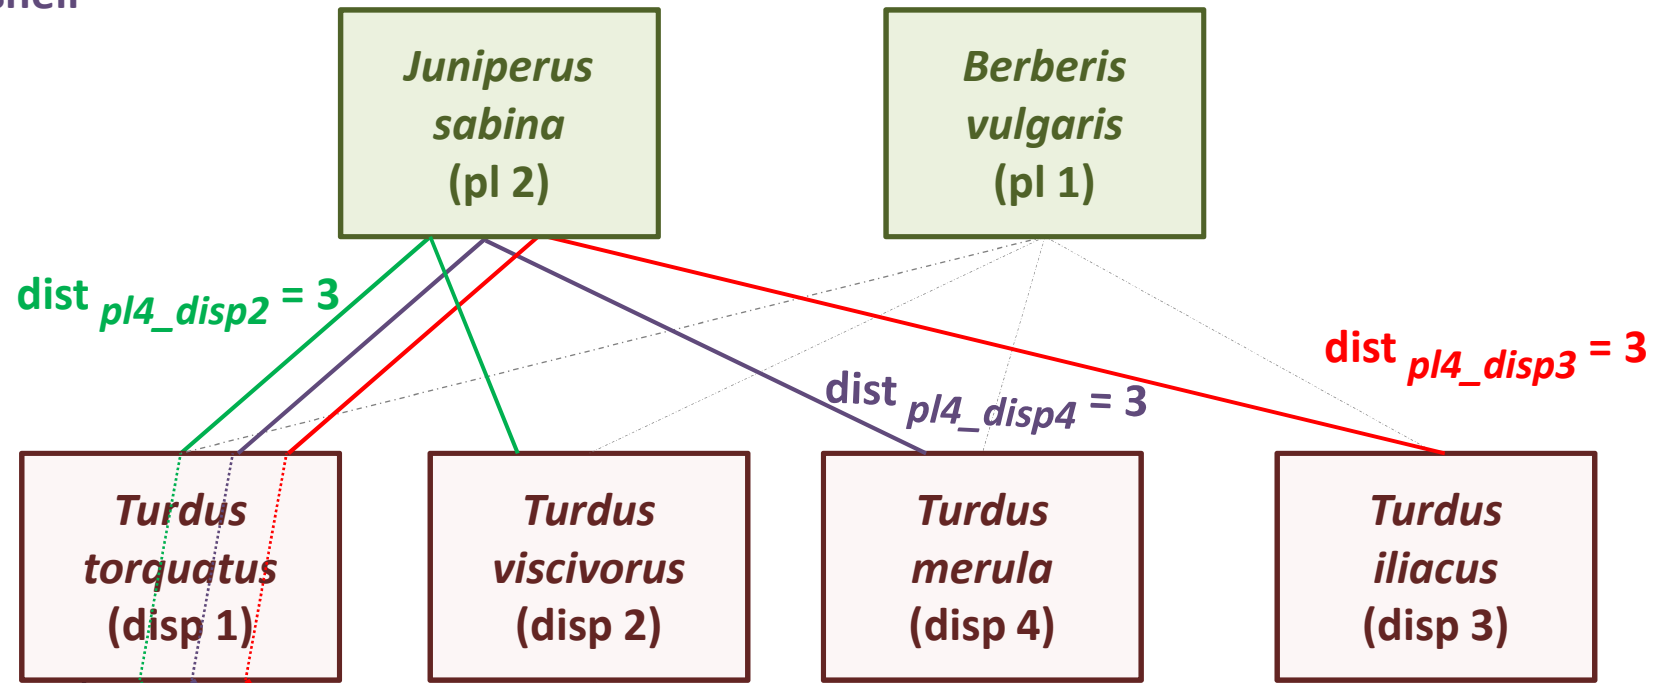 Juniperus
sabina
(pl 2)
Berberis
vulgaris
(pl 1)
dist pl4_disp2 = 3
dist pl4_disp4 = 3
dist pl4_disp3 = 3
Turdus
torquatus
(disp 1)
Turdus
viscivorus
(disp 2)
Turdus
merula
(disp 4)
Turdus
iliacus
(disp 3)